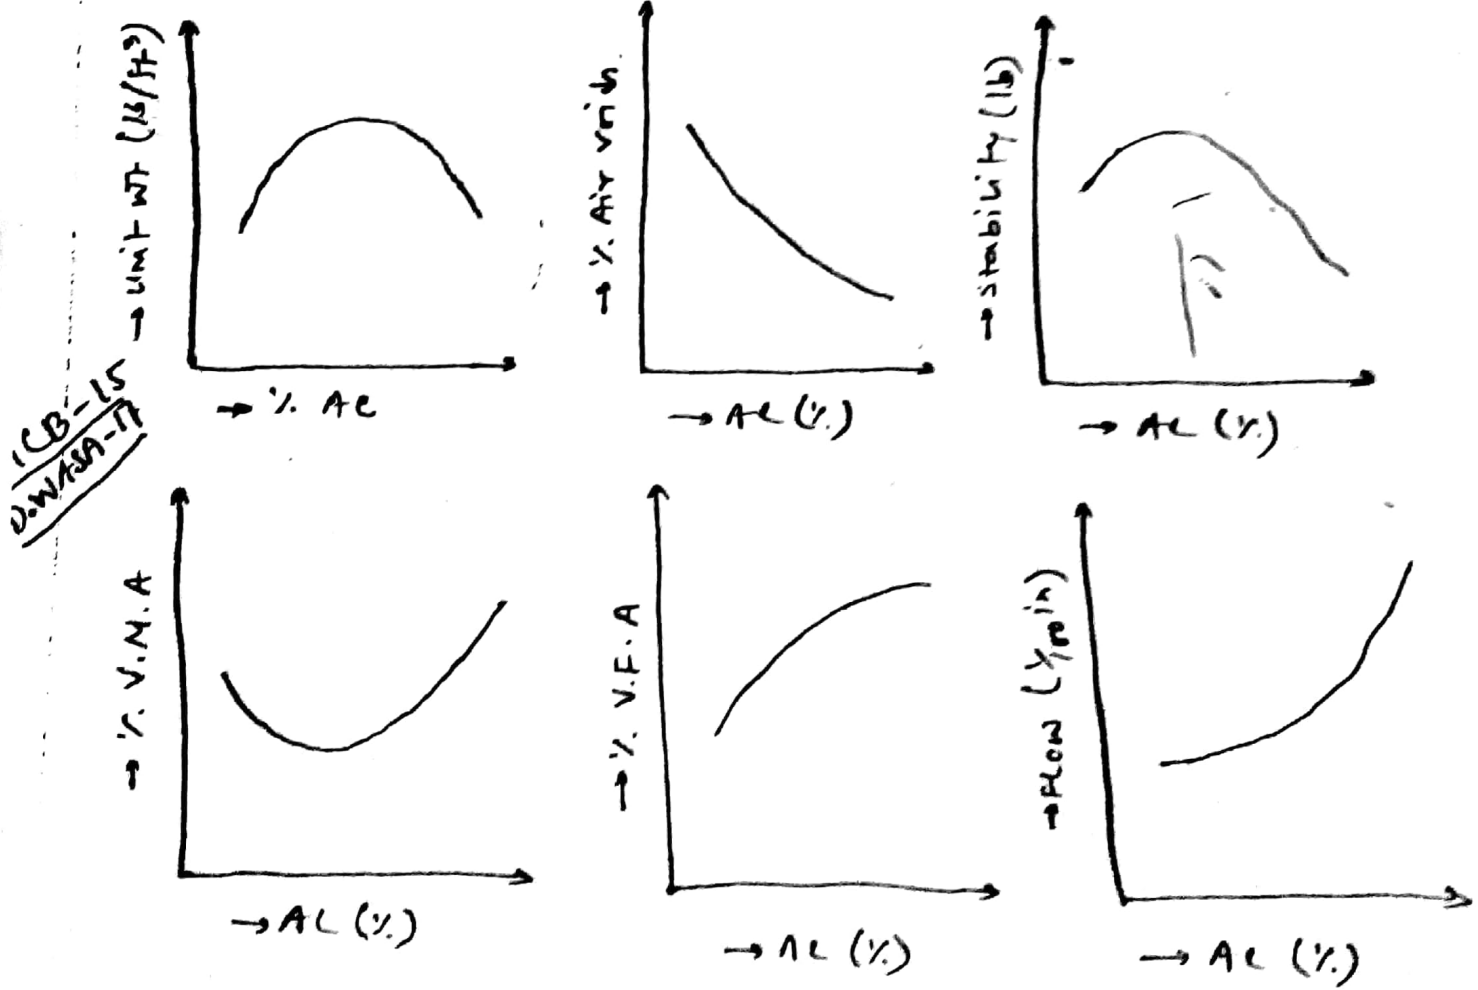 → Unit wt (lb/ft³)
→ % AC
→ % Air voids.
→ AC (%)
→ Stability (lb)
→ AC (%)
ICB-15
D.WASA-17
→ % V.M.A
→ AC (%)
→ % V.F.A
→ AC (%)
→ FLOW (1/100 in)
→ AC (%)